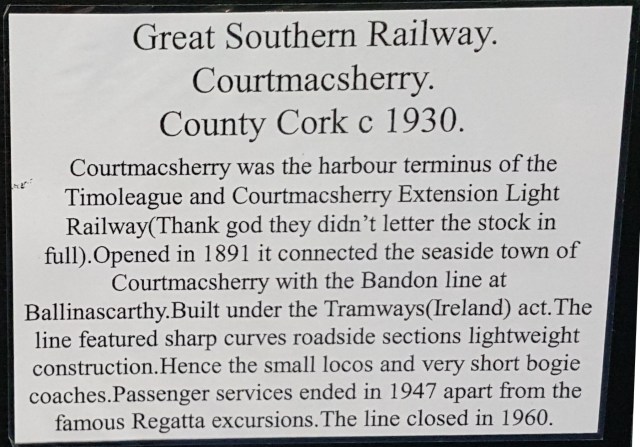 Great Southern Railway.
Courtmacsherry.
County Cork c 1930.
Courtmacsherry was the harbour terminus of the
Timoleague and Courtmacsherry Extension Light
Railway(Thank god they didn't letter the stock in
full).Opened in 1891 it connected the seaside town of
Courtmacsherry with the Bandon line at
Ballinascarthy.Built under the Tramways(Ireland) act.The
line featured sharp curves roadside sections lightweight
construction.Hence the small locos and very short bogie
coaches.Passenger services ended in 1947 apart from the
famous Regatta excursions.The line closed in 1960.